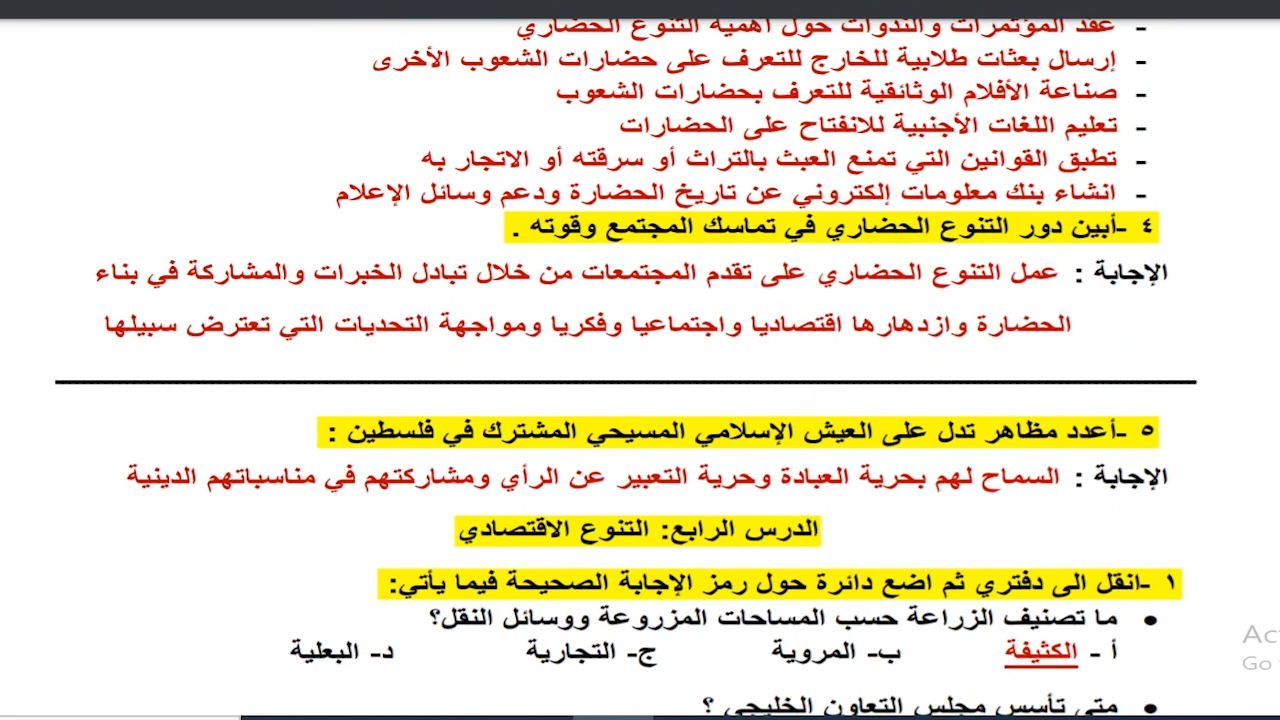 - عقد المؤتمرات والندوات حول أهمية التنوع الحضاري
- إرسال بعثات طلابية للخارج للتعرف على حضارات الشعوب الأخرى
- صناعة الأفلام الوثائقية للتعرف بحضارات الشعوب
- تعليم اللغات الأجنبية للانفتاح على الحضارات
- تطبق القوانين التي تمنع العبث بالتراث أو سرقته أو الاتجار به
- انشاء بنك معلومات إلكتروني عن تاريخ الحضارة ودعم وسائل الإعلام
٤ -أبين دور التنوع الحضاري في تماسك المجتمع وقوته .
الإجابة : عمل التنوع الحضاري على تقدم المجتمعات من خلال تبادل الخبرات والمشاركة في بناء
الحضارة وازدهارها اقتصاديا واجتماعيا وفكريا ومواجهة التحديات التي تعترض سبيلها
٥ -أعدد مظاهر تدل على العيش الإسلامي المسيحي المشترك في فلسطين :
الإجابة : السماح لهم بحرية العبادة وحرية التعبير عن الرأي ومشاركتهم في مناسباتهم الدينية
الدرس الرابع: التنوع الاقتصادي
١ -انقل الى دفتري ثم اضع دائرة حول رمز الإجابة الصحيحة فيما يأتي:
• ما تصنيف الزراعة حسب المساحات المزروعة ووسائل النقل؟
أ - الكثيفة ب- المروية ج- التجارية د- البعلية
• متى تأسس مجلس التعاون الخليجي ؟
Go